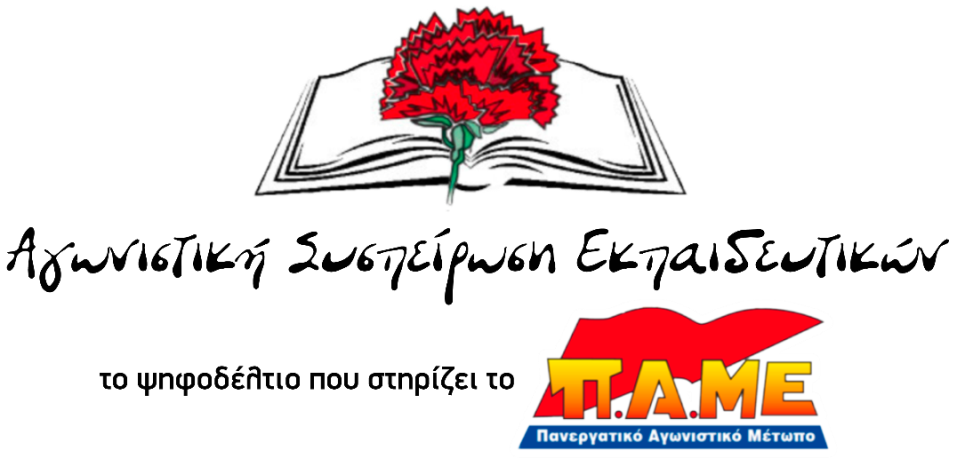 Αγωνιστική Συσπείρωση Εκπαιδευτικών
το ψηφοδέλτιο που στηρίζει το
Π.Α.ΜΕ
Πανεργατικό Αγωνιστικό Μέτωπο